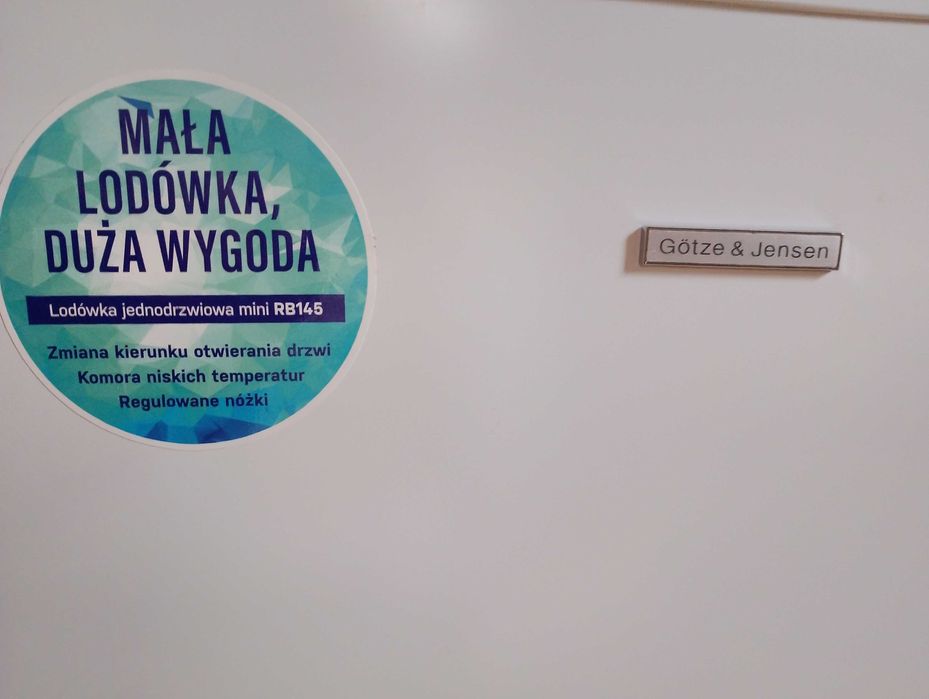 MAŁA
LODÓWKA,
DUŻA WYGODA
Lodówka jednodrzwiowa mini RB145
Zmiana kierunku otwierania drzwi
Komora niskich temperatur
Regulowane nóżki
Götze & Jensen